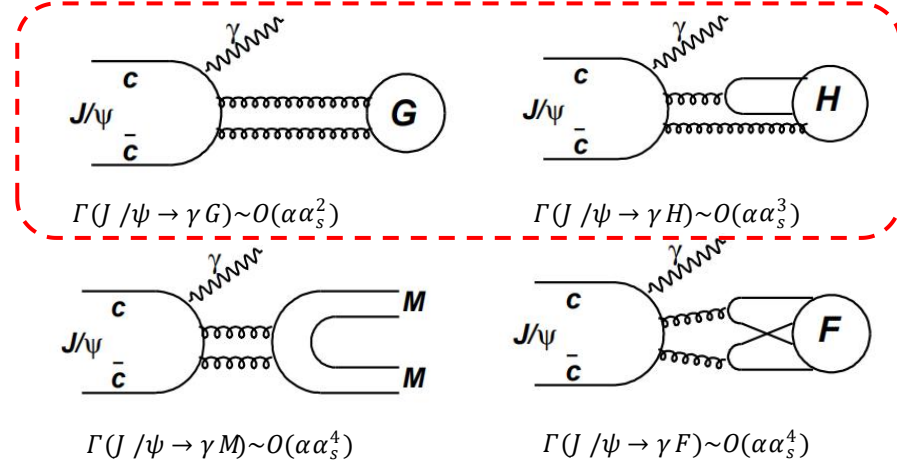 γ
c
J/ψ
c̄
G
γ
c
J/ψ
c̄
H
Γ(J /ψ → γ G)~O(αα_s^2)
Γ(J /ψ → γ H)~O(αα_s^3)
γ
c
J/ψ
c̄
M
M
γ
c
J/ψ
c̄
F
Γ(J /ψ → γ M)~O(αα_s^4)
Γ(J /ψ → γ F)~O(αα_s^4)